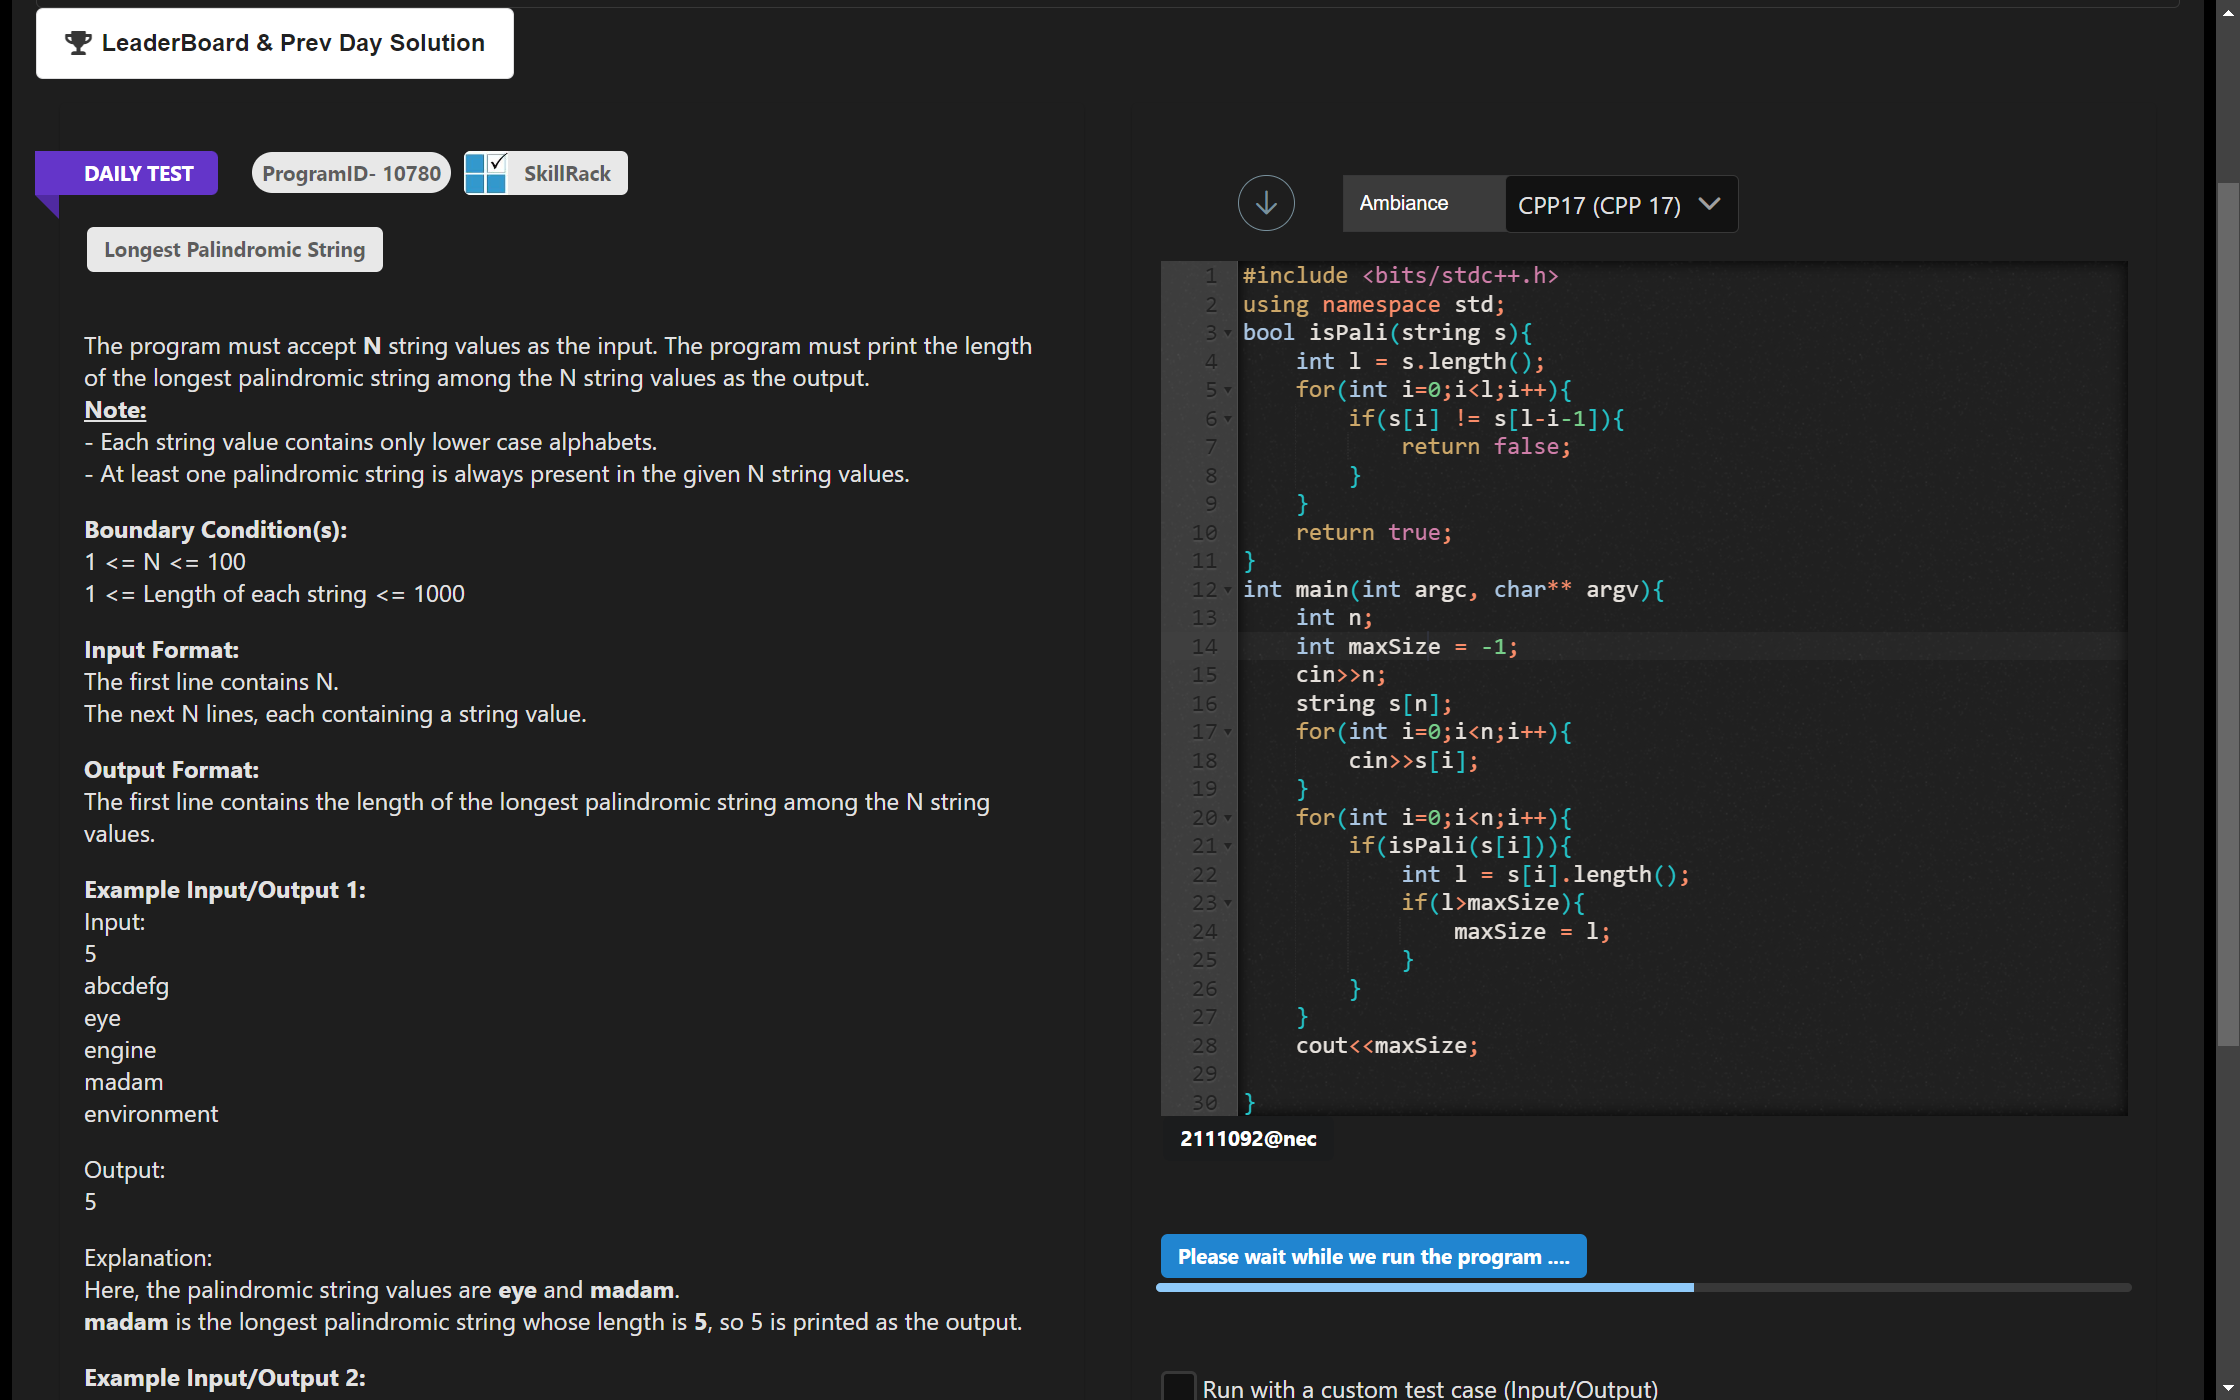 LeaderBoard & Prev Day Solution
DAILY TEST
ProgramID- 10780
SkillRack
Longest Palindromic String
The program must accept N string values as the input. The program must print the length
of the longest palindromic string among the N string values as the output.
Note:
- Each string value contains only lower case alphabets.
- At least one palindromic string is always present in the given N string values.
Boundary Condition(s):
1 <= N <= 100
1 <= Length of each string <= 1000
Input Format:
The first line contains N.
The next N lines, each containing a string value.
Output Format:
The first line contains the length of the longest palindromic string among the N string
values.
Example Input/Output 1:
Input:
5
abcdefg
eye
engine
madam
environment
Output:
5
Explanation:
Here, the palindromic string values are eye and madam.
madam is the longest palindromic string whose length is 5, so 5 is printed as the output.
Example Input/Output 2:
Ambiance
CPP17 (CPP 17)
1 #include <bits/stdc++.h>
2 using namespace std;
3 bool isPali(string s){
4     int l = s.length();
5     for(int i=0;i<l;i++){
6         if(s[i] != s[l-i-1]){
7             return false;
8         }
9     }
10     return true;
11 }
12 int main(int argc, char** argv){
13     int n;
14     int maxSize = -1;
15     cin>>n;
16     string s[n];
17     for(int i=0;i<n;i++){
18         cin>>s[i];
19     }
20     for(int i=0;i<n;i++){
21         if(isPali(s[i])){
22             int l = s[i].length();
23             if(l>maxSize){
24                 maxSize = l;
25             }
26         }
27     }
28     cout<<maxSize;
29
30 }
2111092@nec
Please wait while we run the program ....
Run with a custom test case (Input/Output)